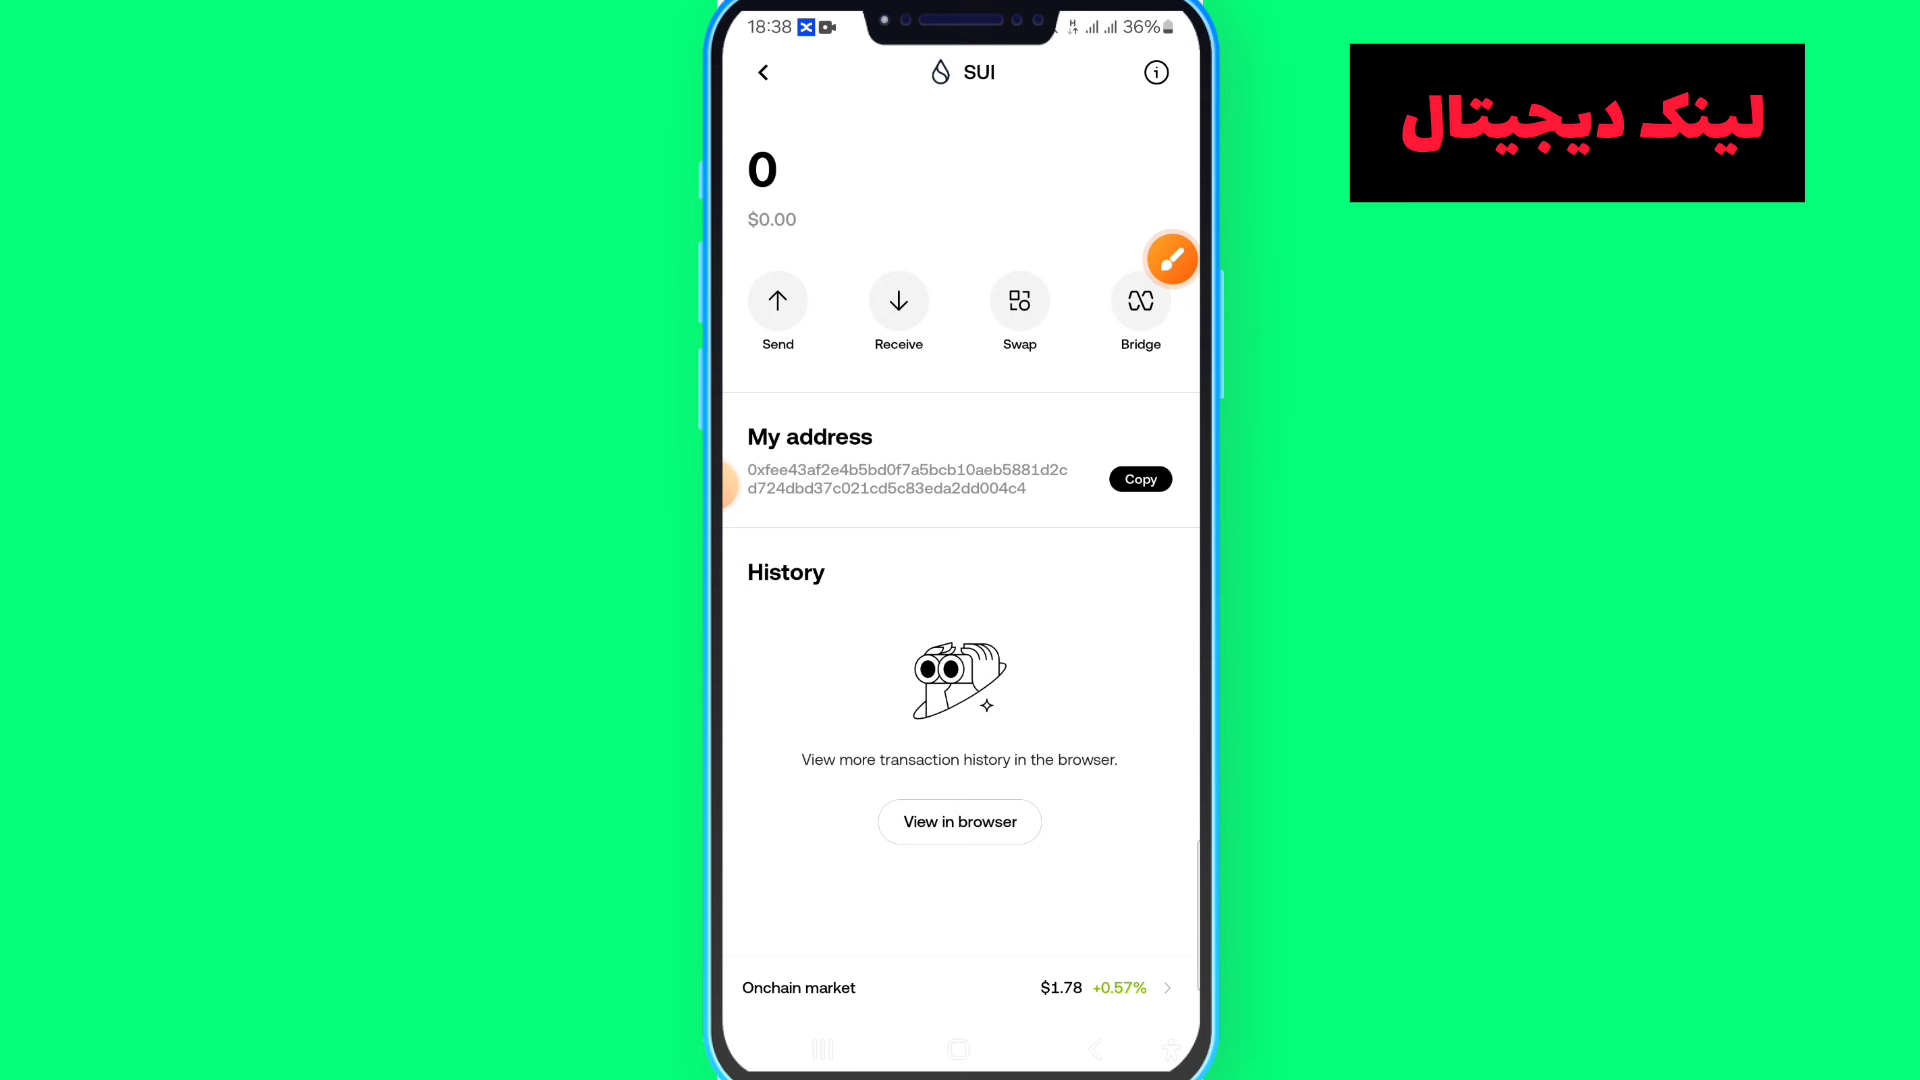 18:38
36%
SUI
لینک دیجیتال
0
$0.00
Send
Receive
Swap
Bridge
My address
0xfee43af2e4b5bd0f7a5bcb10aeb5881d2c
d724dbd37c021cd5c83eda2dd004c4
Copy
History
View more transaction history in the browser.
View in browser
Onchain market
$1.78 +0.57%